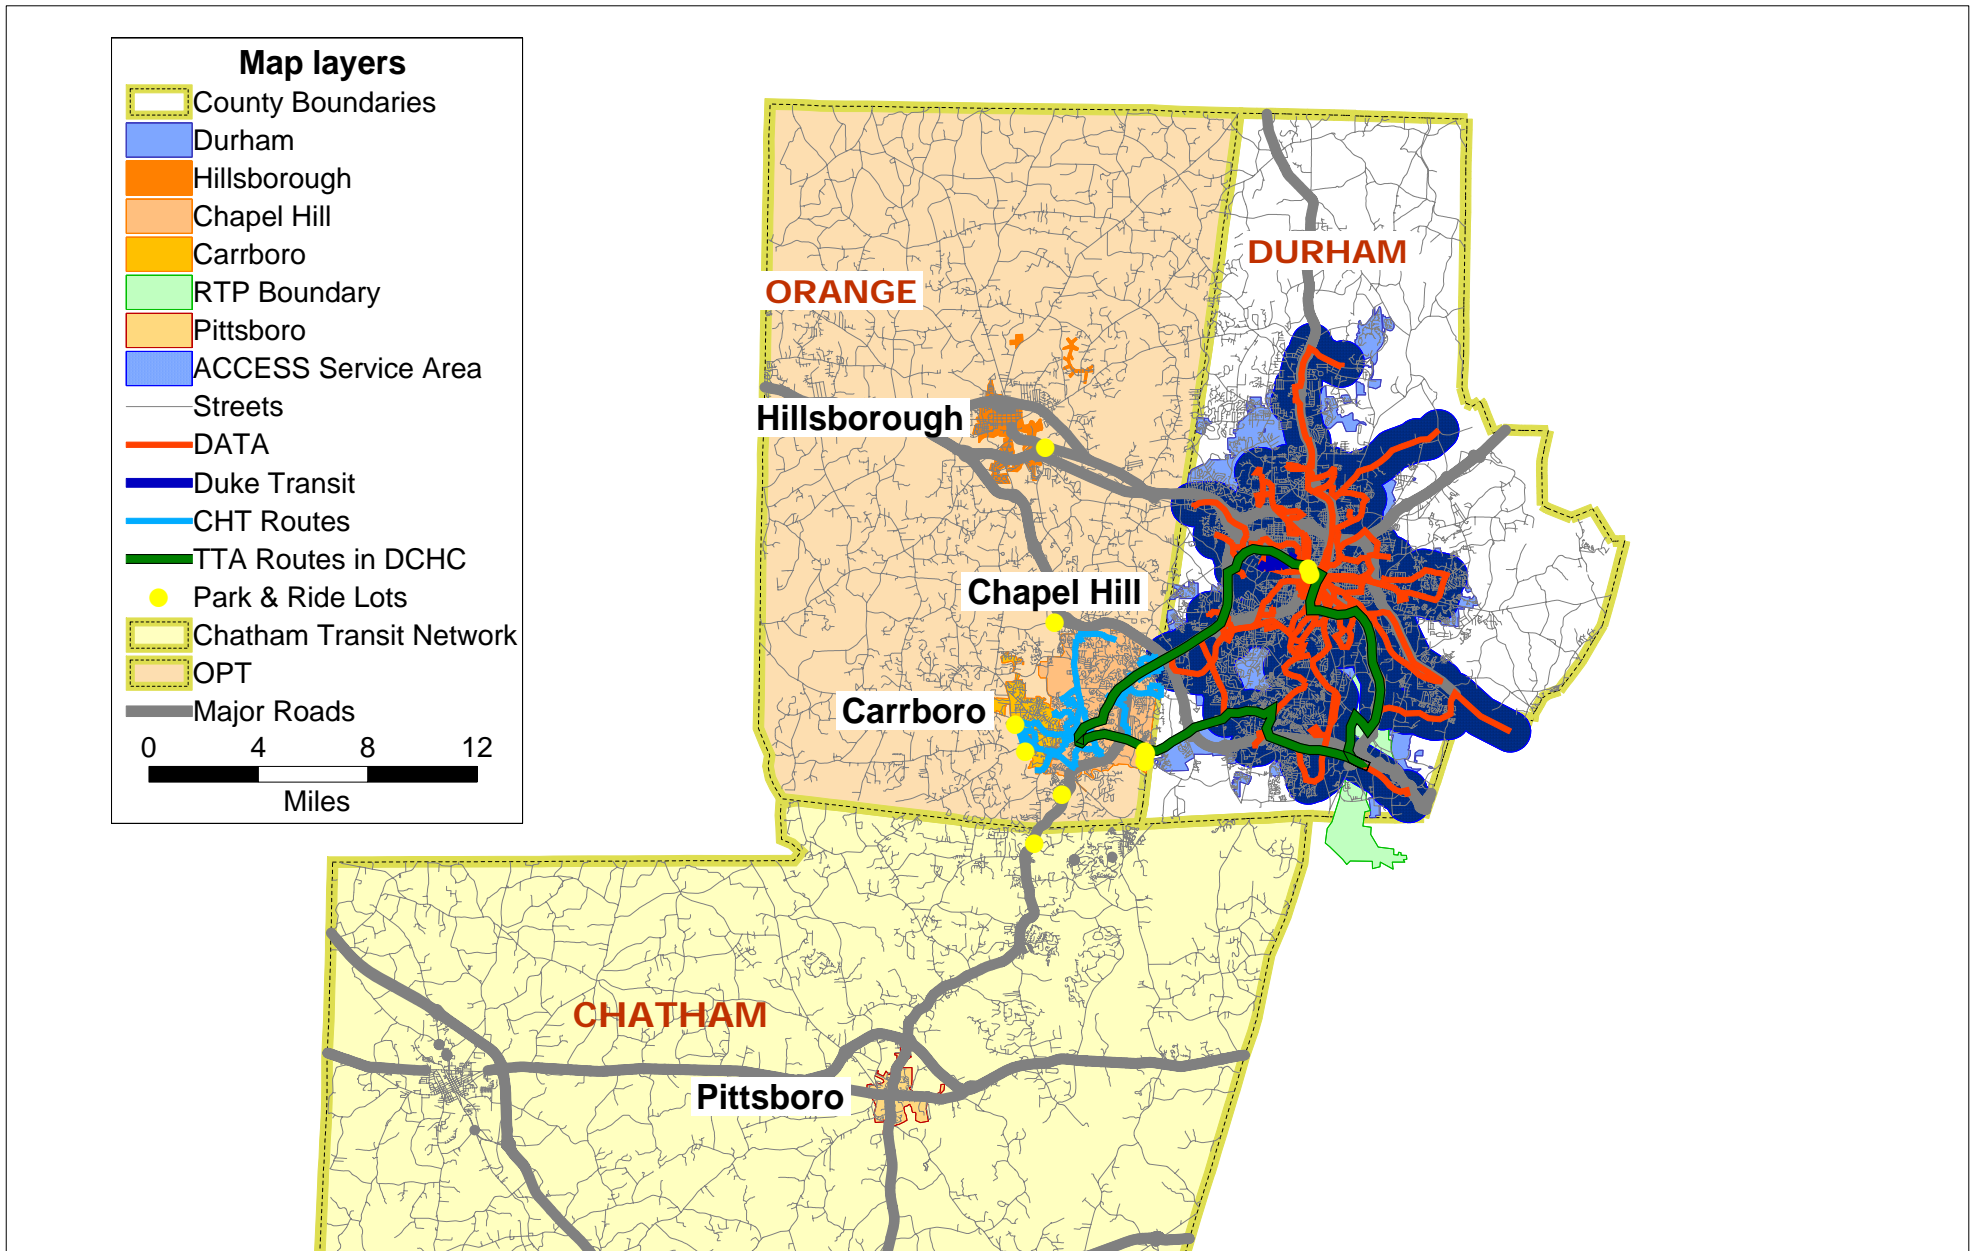 Map layers
County Boundaries
Durham
Hillsborough
Chapel Hill
Carrboro
RTP Boundary
Pittsboro
ACCESS Service Area
Streets
DATA
Duke Transit
CHT Routes
TTA Routes in DCHC
Park & Ride Lots
Chatham Transit Network
OPT
Major Roads
0 4 8 12
Miles
DURHAM
ORANGE
Hillsborough
Chapel Hill
Carrboro
CHATHAM
Pittsboro